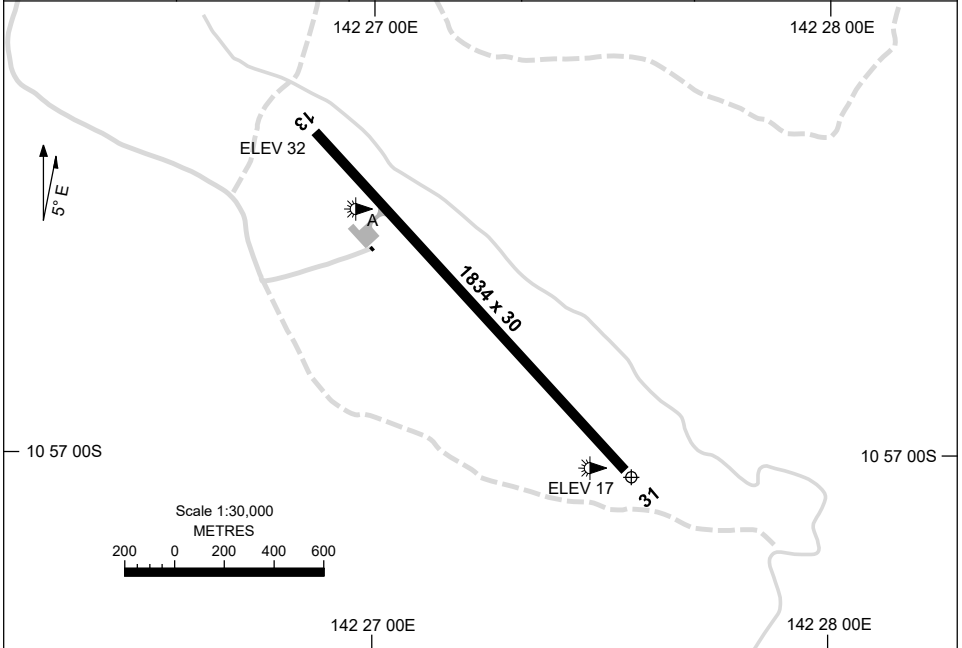 142 27 00E
142 28 00E
13
ELEV 32
5° E
A
1834 x 30
10 57 00S
10 57 00S
ELEV 17
31
Scale 1:30,000
METRES
200 0 200 400 600
142 27 00E
142 28 00E